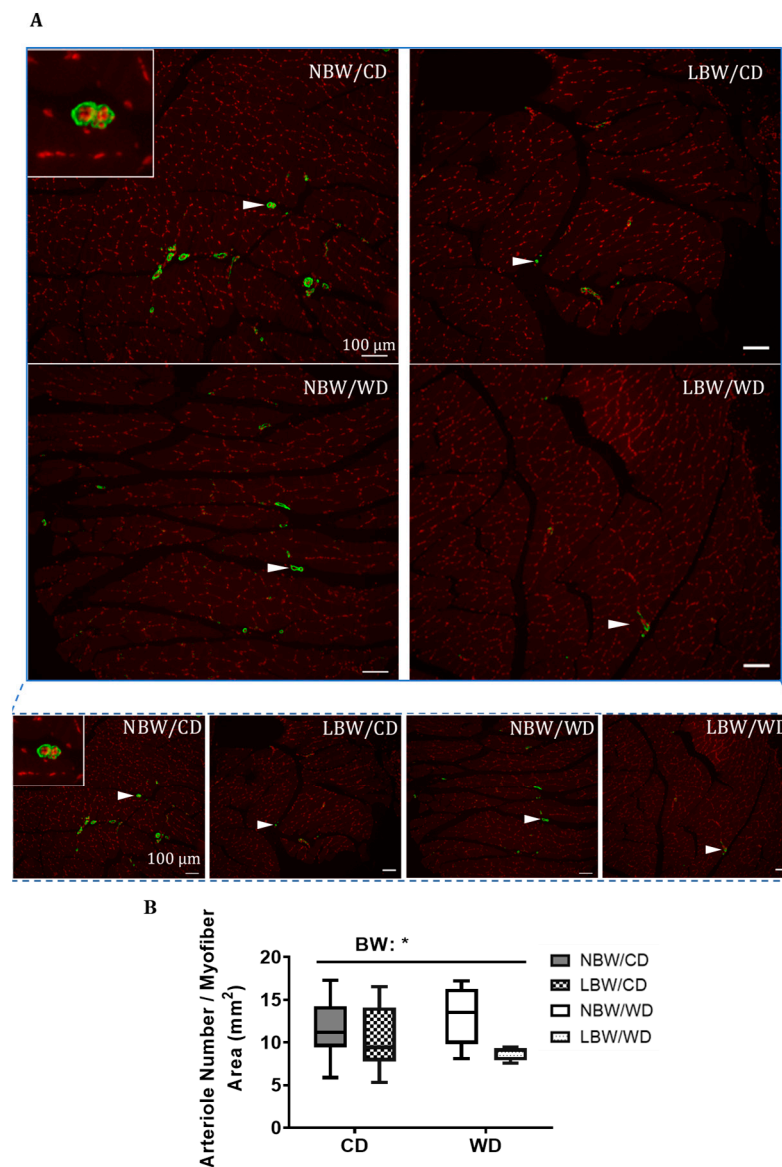 A
NBW/CD
LBW/CD
100 µm
NBW/WD
LBW/WD
NBW/CD
LBW/CD
NBW/WD
LBW/WD
100 µm
B
BW: *
Arteriole Number / Myofiber
Area (mm²)
20
15
10
5
0
CD
WD
NBW/CD
LBW/CD
NBW/WD
LBW/WD